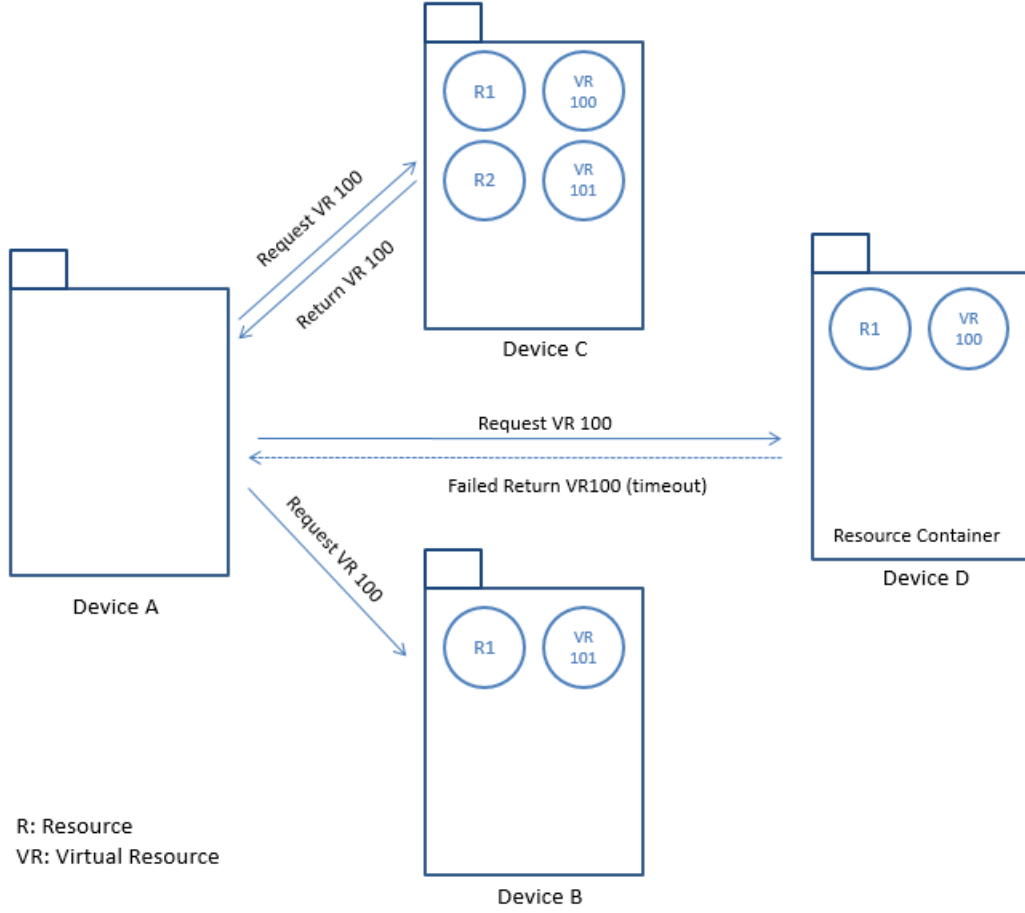 R1
VR
100
R2
VR
101
Device C
Request VR 100
Return VR 100
R1
VR
100
Resource Container
Device D
Request VR 100
Failed Return VR100 (timeout)
Request VR 100
Device A
R1
VR
101
Device B
R: Resource
VR: Virtual Resource